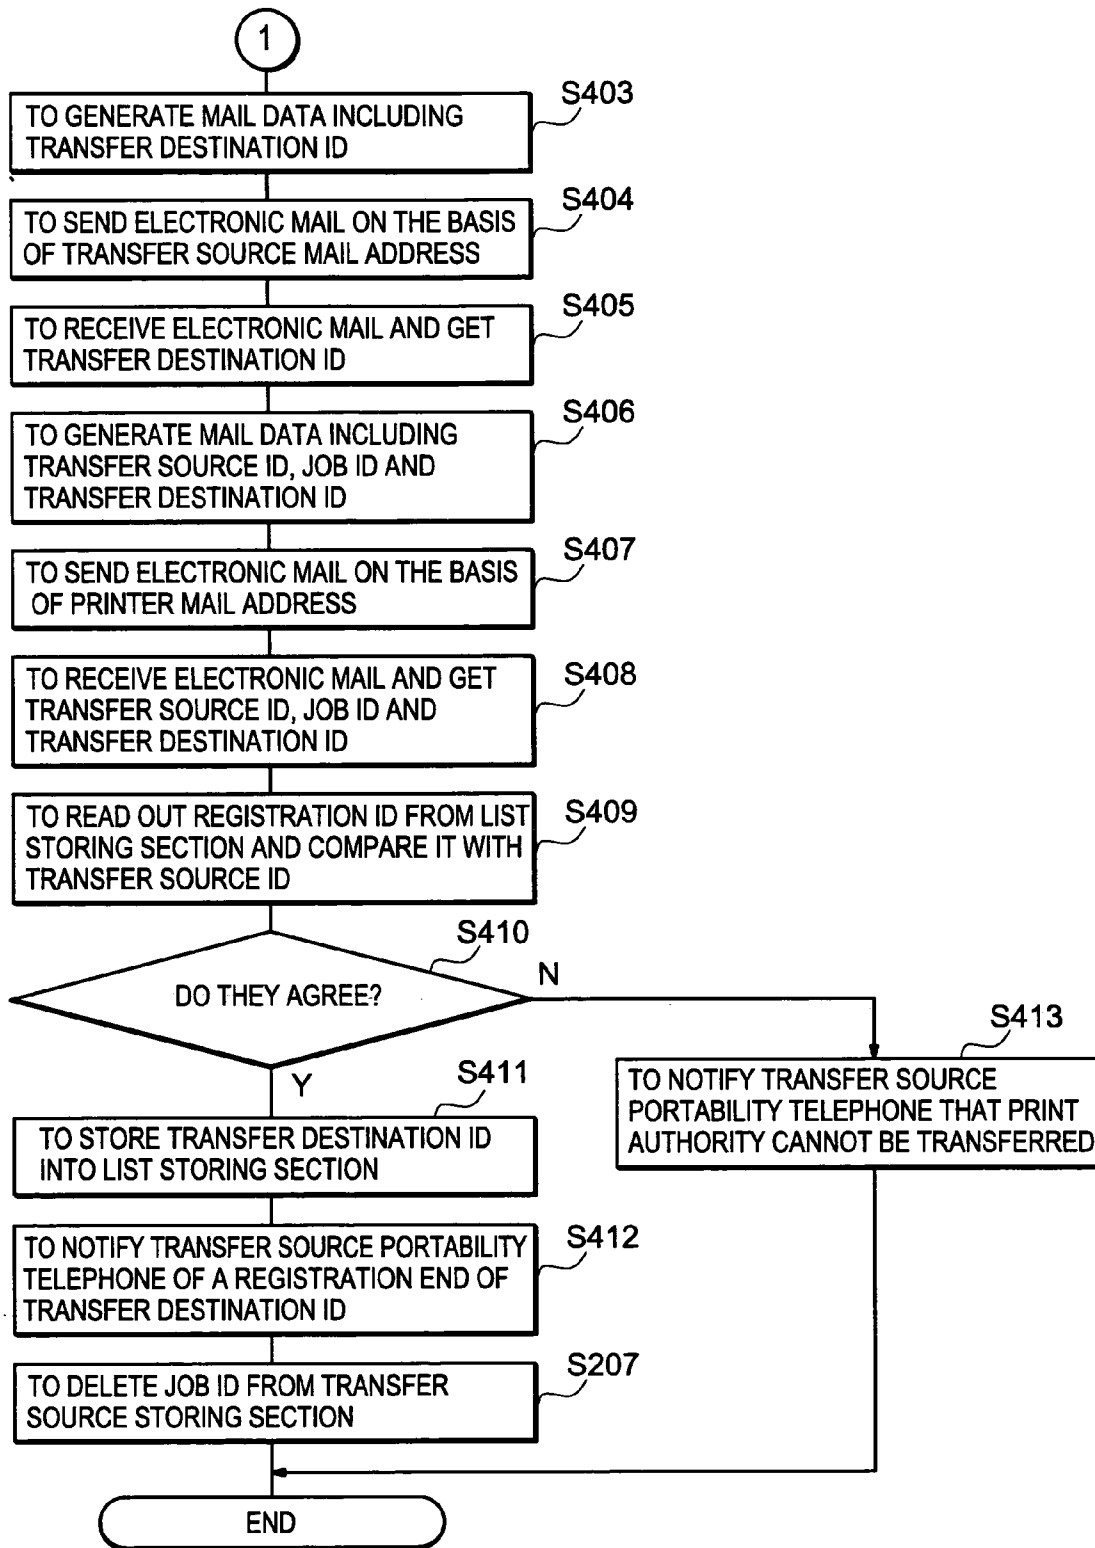 1
S403
TO GENERATE MAIL DATA INCLUDING
TRANSFER DESTINATION ID
S404
TO SEND ELECTRONIC MAIL ON THE BASIS
OF TRANSFER SOURCE MAIL ADDRESS
S405
TO RECEIVE ELECTRONIC MAIL AND GET
TRANSFER DESTINATION ID
S406
TO GENERATE MAIL DATA INCLUDING
TRANSFER SOURCE ID, JOB ID AND
TRANSFER DESTINATION ID
S407
TO SEND ELECTRONIC MAIL ON THE BASIS
OF PRINTER MAIL ADDRESS
S408
TO RECEIVE ELECTRONIC MAIL AND GET
TRANSFER SOURCE ID, JOB ID AND
TRANSFER DESTINATION ID
S409
TO READ OUT REGISTRATION ID FROM LIST
STORING SECTION AND COMPARE IT WITH
TRANSFER SOURCE ID
S410
DO THEY AGREE?
N
Y
S413
TO NOTIFY TRANSFER SOURCE
PORTABILITY TELEPHONE THAT PRINT
AUTHORITY CANNOT BE TRANSFERRED
S411
TO STORE TRANSFER DESTINATION ID
INTO LIST STORING SECTION
S412
TO NOTIFY TRANSFER SOURCE PORTABILITY
TELEPHONE OF A REGISTRATION END OF
TRANSFER DESTINATION ID
S207
TO DELETE JOB ID FROM TRANSFER
SOURCE STORING SECTION
END